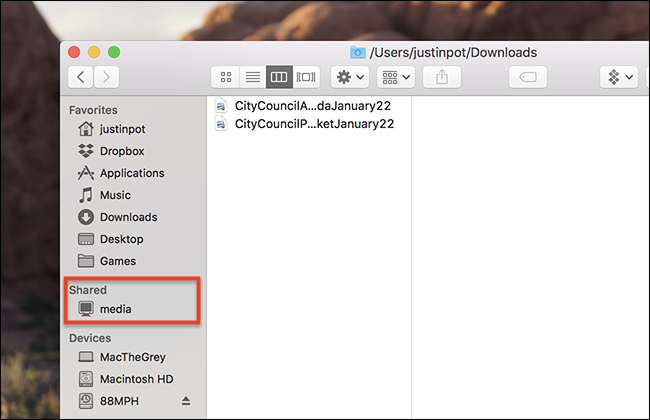 /Users/justinpot/Downloads
Favorites
justinpot
Dropbox
Applications
Music
Downloads
Desktop
Games
Shared
media
Devices
MacTheGrey
Macintosh HD
88MPH
CityCouncilA...daJanuary22
CityCouncilP...ketJanuary22